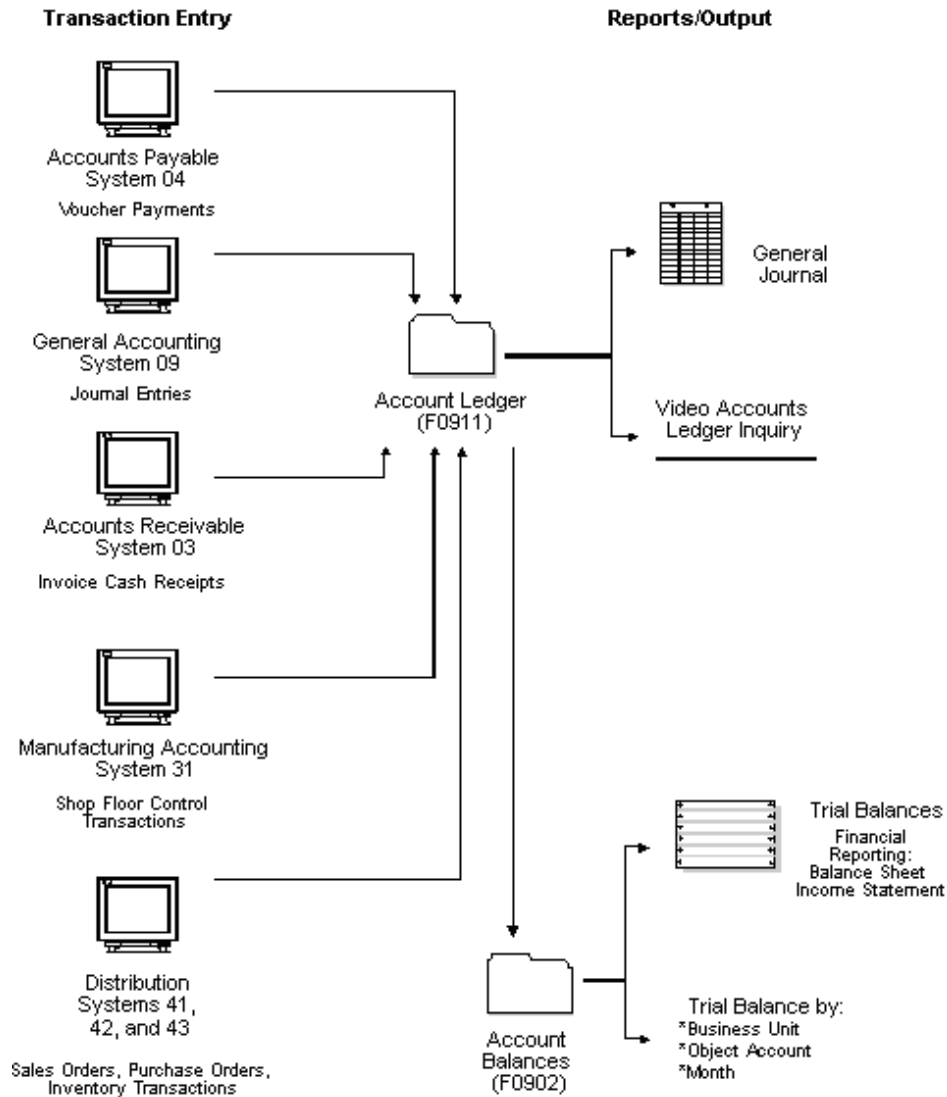 Transaction Entry
Reports/Output
Accounts Payable
System 04
Voucher Payments
General Accounting
System 09
Journal Entries
Accounts Receivable
System 03
Invoice Cash Receipts
Manufacturing Accounting
System 31
Shop Floor Control
Transactions
Distribution
Systems 41,
42, and 43
Sales Orders, Purchase Orders,
Inventory Transactions
Account Ledger
(F0911)
Account
Balances
(F0902)
General
Journal
Video Accounts
Ledger Inquiry
Trial Balances
Financial
Reporting:
Balance Sheet
Income Statement
Trial Balance by:
*Business Unit
*Object Account
*Month